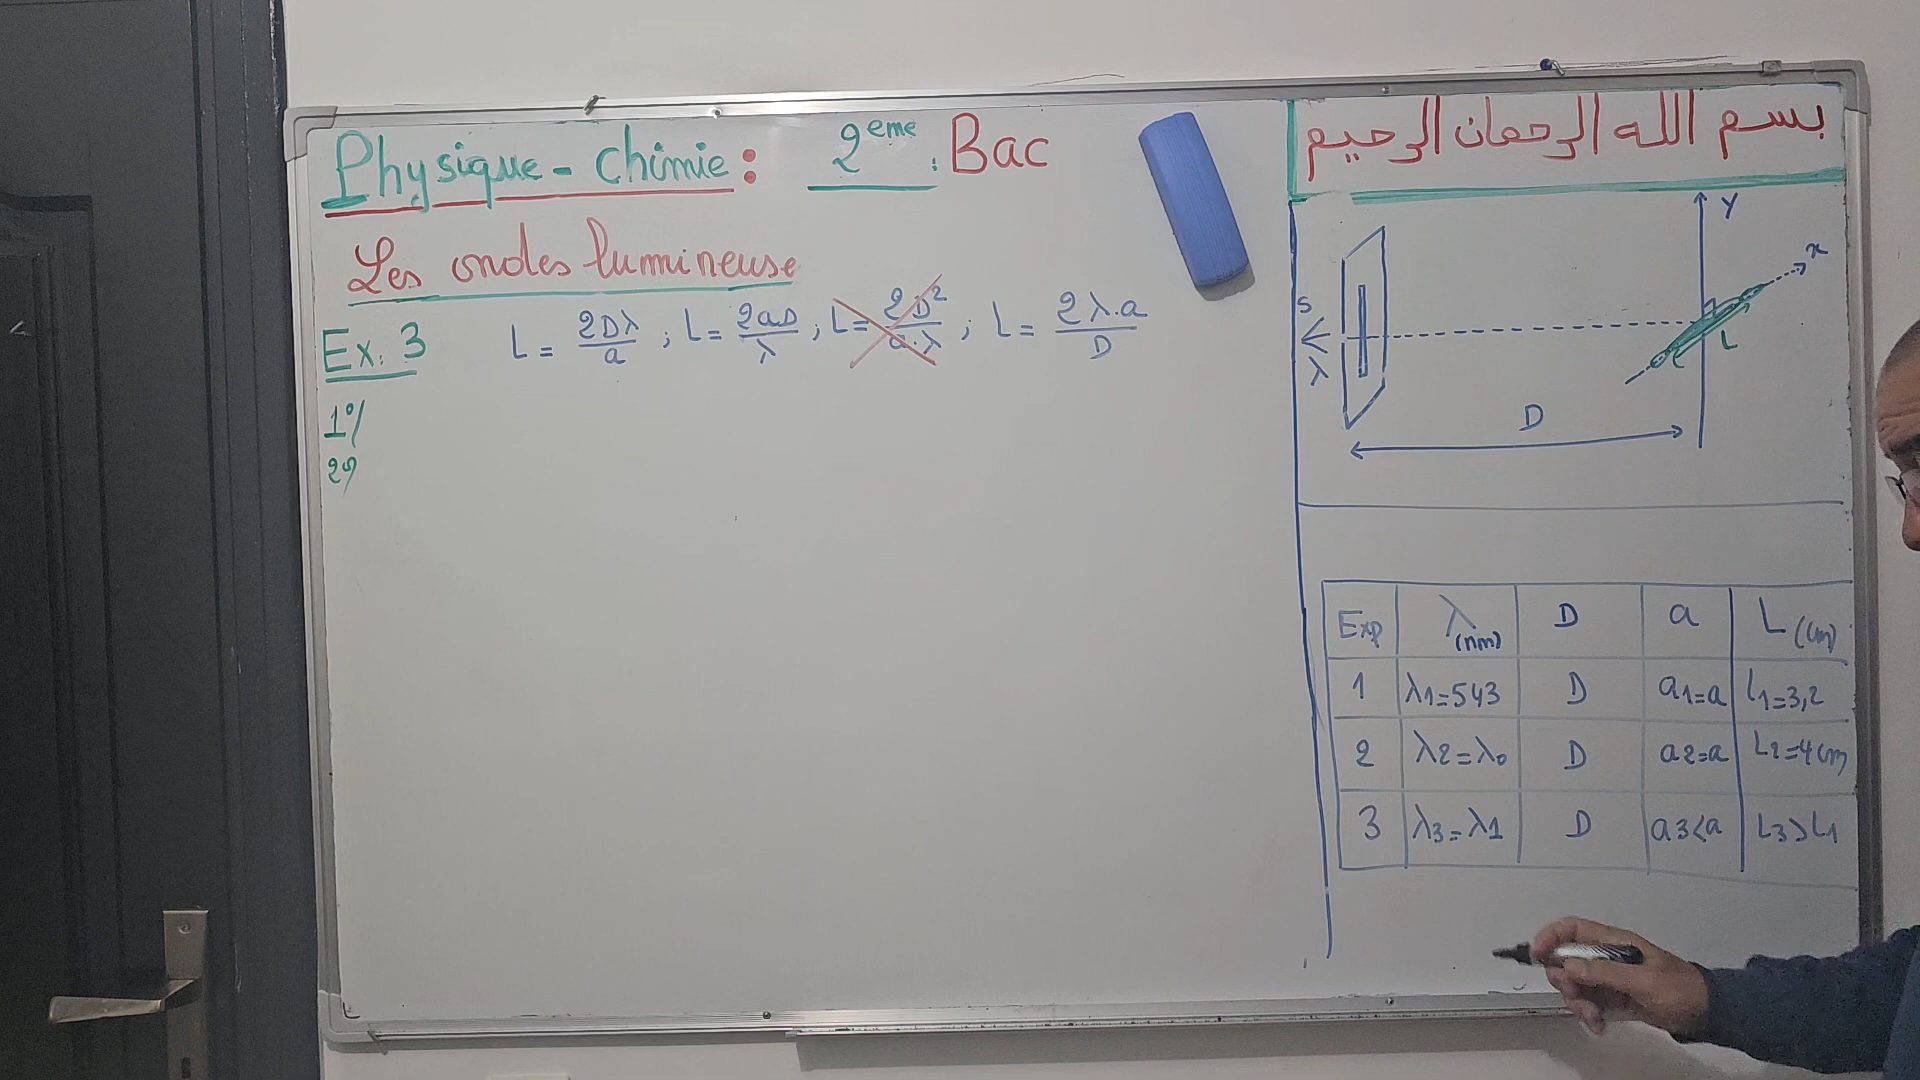 Physique - chimie : 2eme . Bac
Les ondes lumineuse
Ex. 3 L = 2Dλ/a ; L = 2aD/λ ; L = 2D²/a.λ ; L = 2λ.a/D
1°/
2°/
بسم الله الرحمان الرحيم
Y
x
S
λ
L
D
Exp λ(nm) D a L(cm)
1 λ1=543 D a1=a L1=3,2
2 λ2=λ0 D a2=a L2=4cm
3 λ3=λ1 D a3<a L3>L1